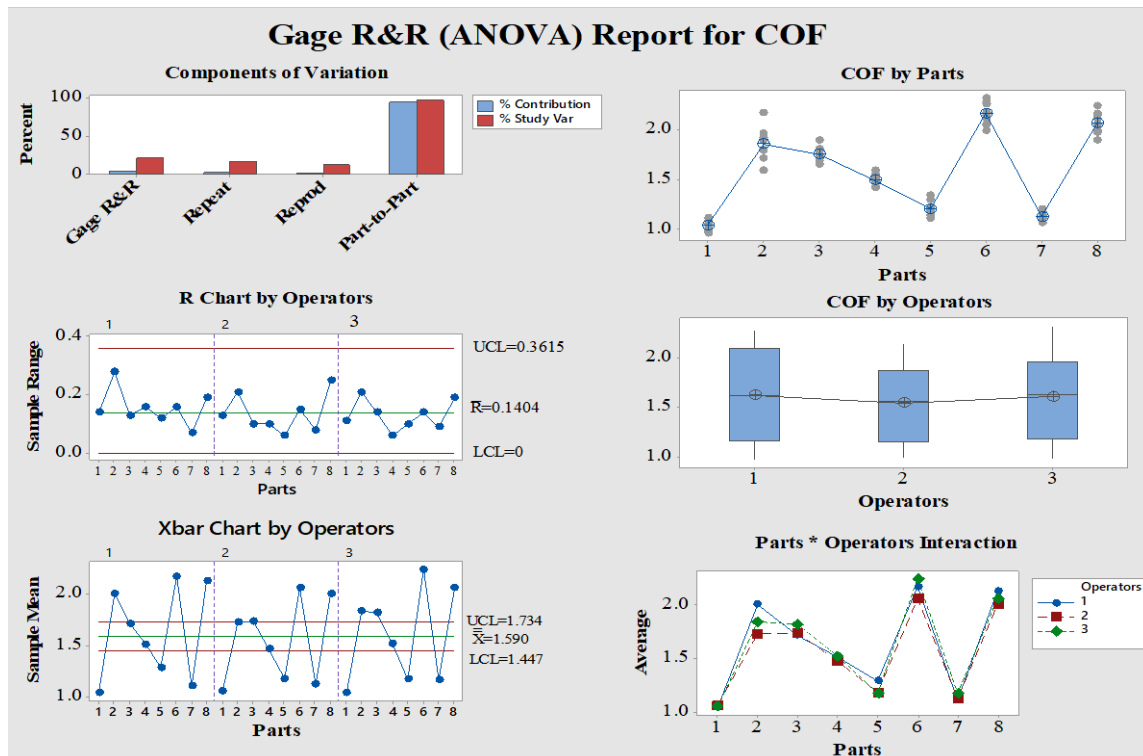 Gage R&R (ANOVA) Report for COF
Components of Variation
Percent
100
50
0
Gage R&R
Repeat
Reprod
Part-to-Part
% Contribution
% Study Var
R Chart by Operators
Sample Range
1 2 3
0.4
0.2
0.0
UCL=0.3615
R̅=0.1404
LCL=0
1 2 3 4 5 6 7 8 1 2 3 4 5 6 7 8 1 2 3 4 5 6 7 8
Parts
Xbar Chart by Operators
Sample Mean
1 2 3
2.0
1.5
1.0
UCL=1.734
X̿=1.590
LCL=1.447
1 2 3 4 5 6 7 8 1 2 3 4 5 6 7 8 1 2 3 4 5 6 7 8
Parts
COF by Parts
2.0
1.5
1.0
1 2 3 4 5 6 7 8
Parts
COF by Operators
2.0
1.5
1.0
1 2 3
Operators
Parts * Operators Interaction
Average
2.0
1.5
1.0
1 2 3 4 5 6 7 8
Parts
Operators
1
2
3